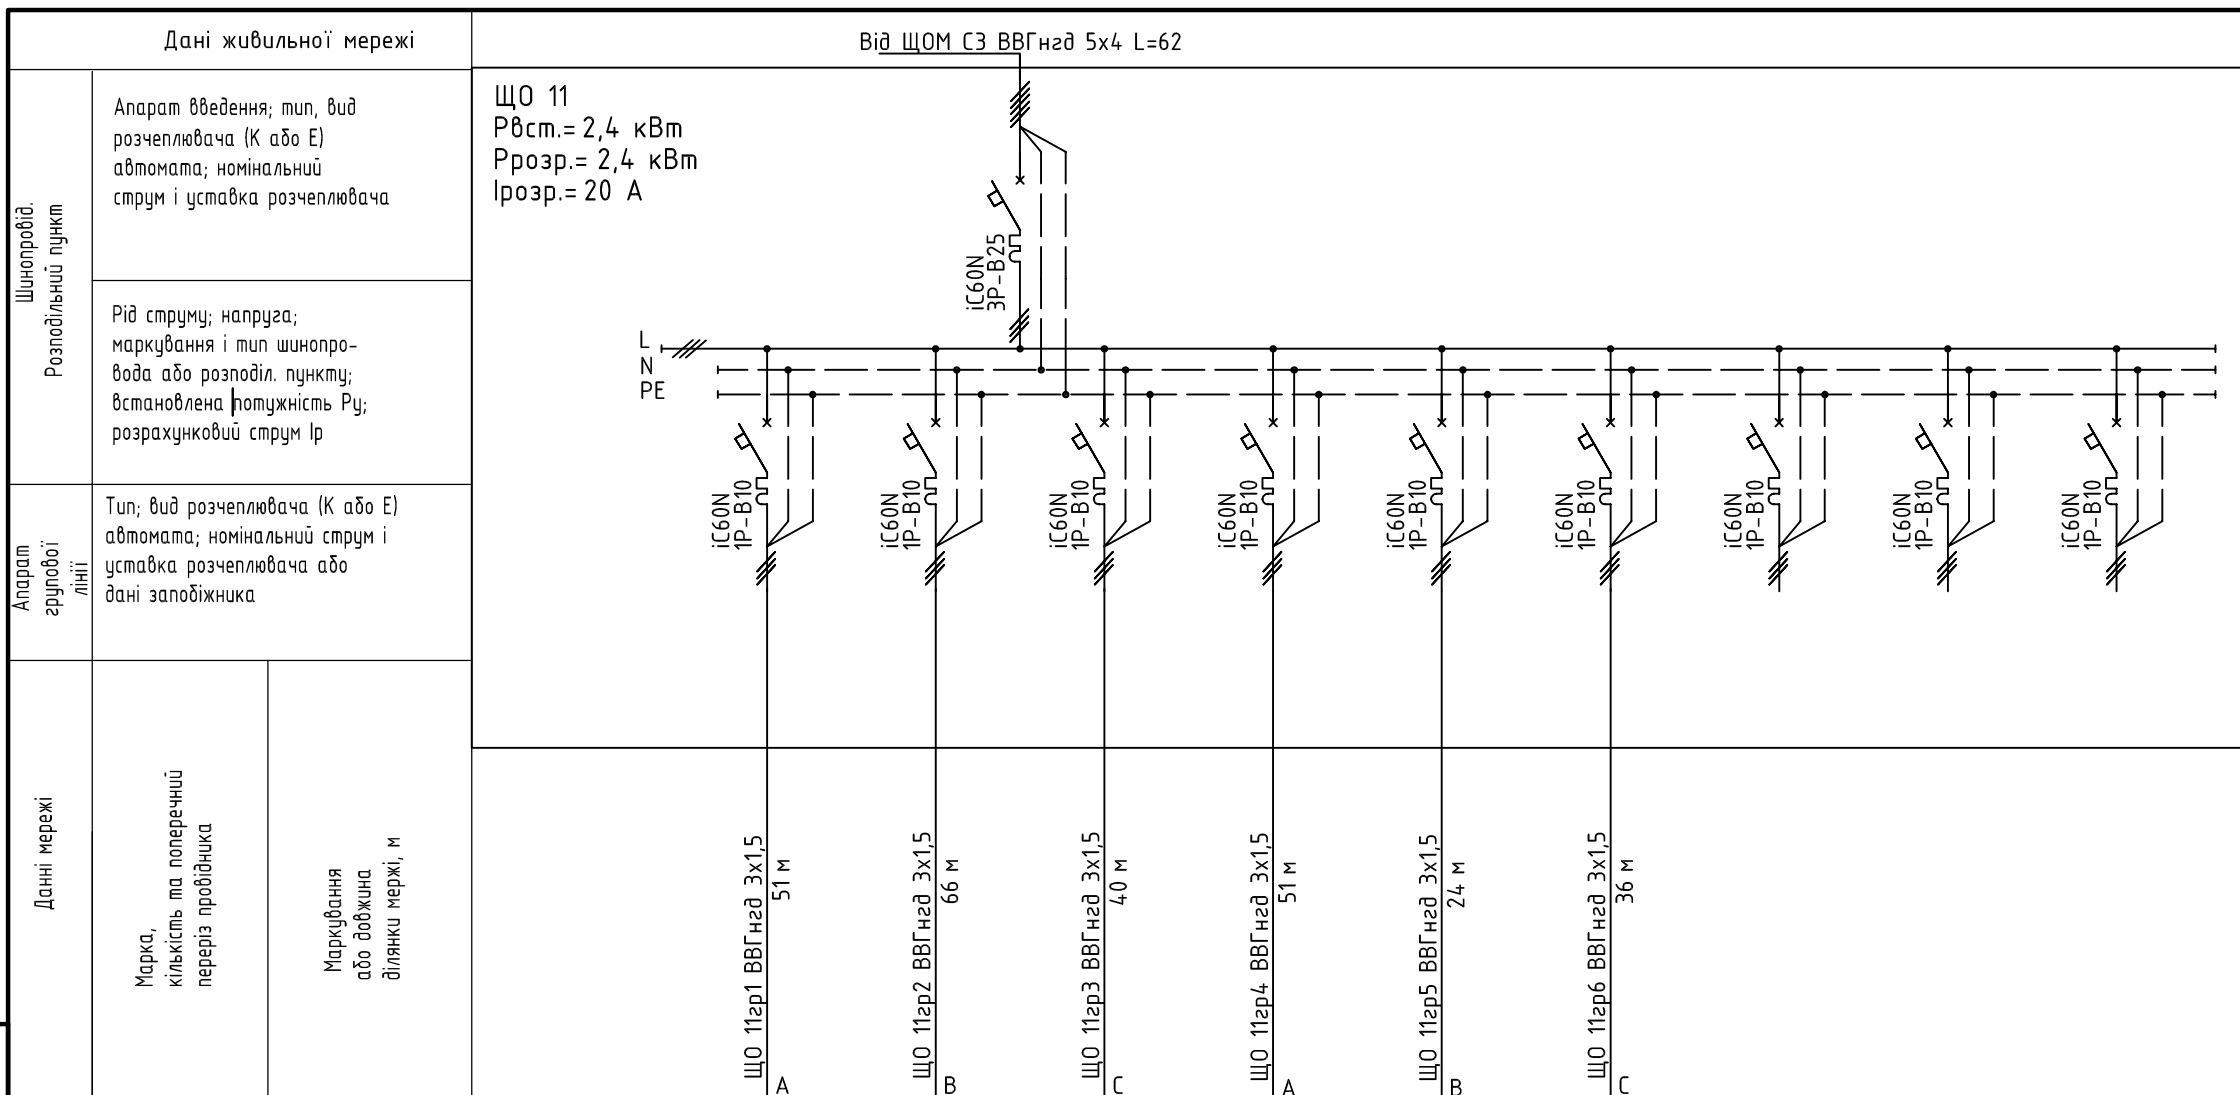 Дані живильної мережі
Від ЩОМ С3 ВВГнгд 5х4 L=62
Шинопровід.
Розподільний пункт
Апарат введення; тип, вид
розчеплювача (К або Е)
автомата; номінальний
струм і уставка розчеплювача
ЩО 11
Рвст.= 2,4 кВт
Ррозр.= 2,4 кВт
Ірозр.= 20 А
iC60N
3P-B25
Рід струму; напруга;
маркування і тип шинопро-
вода або розподіл. пункту;
встановлена потужність Ру;
розрахунковий струм Ір
L
N
PE
Апарат
групової
лінії
Тип; вид розчеплювача (К або Е)
автомата; номінальний струм і
уставка розчеплювача або
дані запобіжника
iC60N
1P-B10
iC60N
1P-B10
iC60N
1P-B10
iC60N
1P-B10
iC60N
1P-B10
iC60N
1P-B10
iC60N
1P-B10
iC60N
1P-B10
iC60N
1P-B10
Данні мережі
Марка,
кількість та поперечний
переріз провідника
Маркування
або довжина
ділянки мержі, м
ЩО 11гр1 ВВГнгд 3х1,5
51 м
A
ЩО 11гр2 ВВГнгд 3х1,5
66 м
B
ЩО 11гр3 ВВГнгд 3х1,5
40 м
C
ЩО 11гр4 ВВГнгд 3х1,5
51 м
A
ЩО 11гр5 ВВГнгд 3х1,5
24 м
B
ЩО 11гр6 ВВГнгд 3х1,5
36 м
C